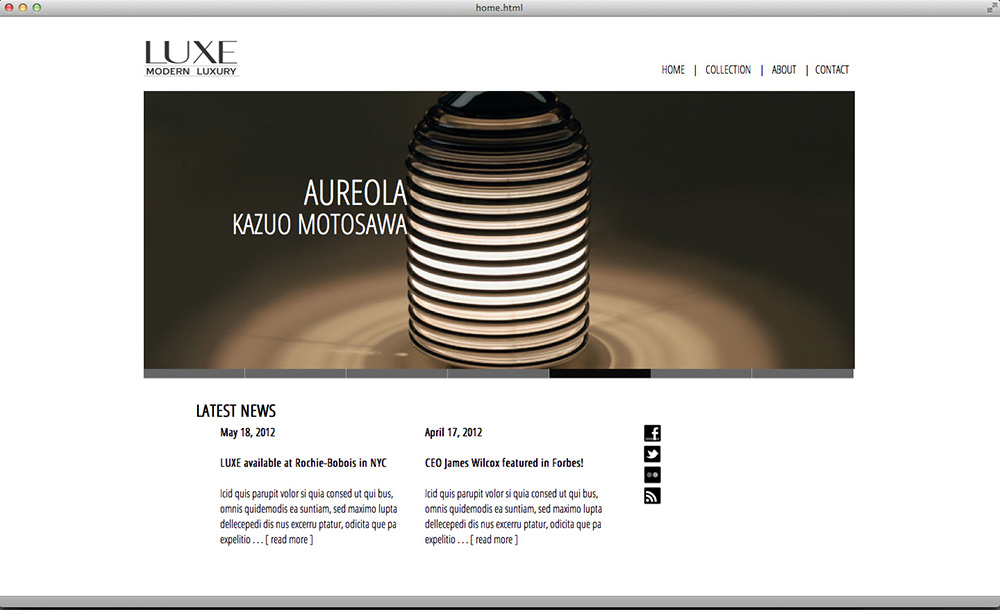 home.html
LUXE
MODERN LUXURY
HOME | COLLECTION | ABOUT | CONTACT
AUREOLA
KAZUO MOTOSAWA
LATEST NEWS
May 18, 2012
LUXE available at Rochie-Bobois in NYC
Icid quis parupit volor si quia consed ut qui bus,
omnis quidemodis ea suntiam, sed maximo lupta
dellecepedi dis nus excerru ptatur, odicita que pa
expelitio . . . [ read more ]
April 17, 2012
CEO James Wilcox featured in Forbes!
Icid quis parupit volor si quia consed ut qui bus,
omnis quidemodis ea suntiam, sed maximo lupta
dellecepedi dis nus excerru ptatur, odicita que pa
expelitio . . . [ read more ]